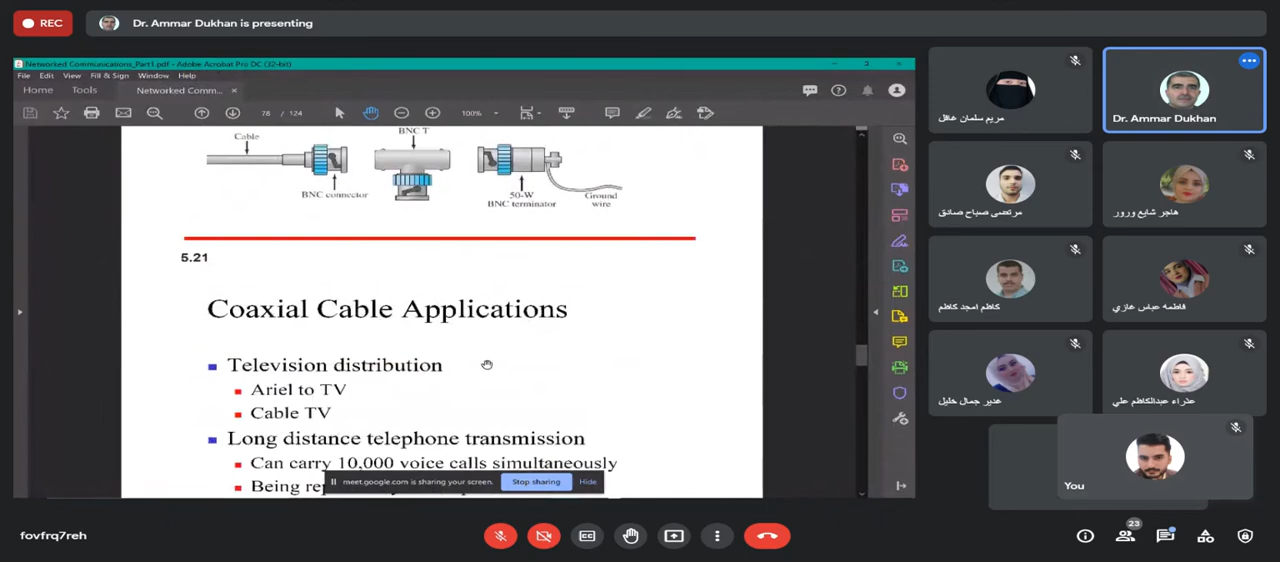 REC
Dr. Ammar Dukhan is presenting
Networked Communications_Part1.pdf - Adobe Acrobat Pro DC (32-bit)
File Edit View Fill & Sign Window Help
Home Tools Networked Comm... ×
78 / 124 100%
Cable
BNC T
BNC connector
50-W
BNC terminator
Ground
wire
5.21
Coaxial Cable Applications
Television distribution
Ariel to TV
Cable TV
Long distance telephone transmission
Can carry 10,000 voice calls simultaneously
Being
meet.google.com is sharing your screen. Stop sharing Hide
مريم سلمان عاقل
Dr. Ammar Dukhan
مرتضى صباح صادق
هاجر شايع ورور
كاظم امجد كاظم
فاطمه عباس غازي
غدير جمال خليل
عذراء عبدالكاظم علي
You
fovfrq7reh
23